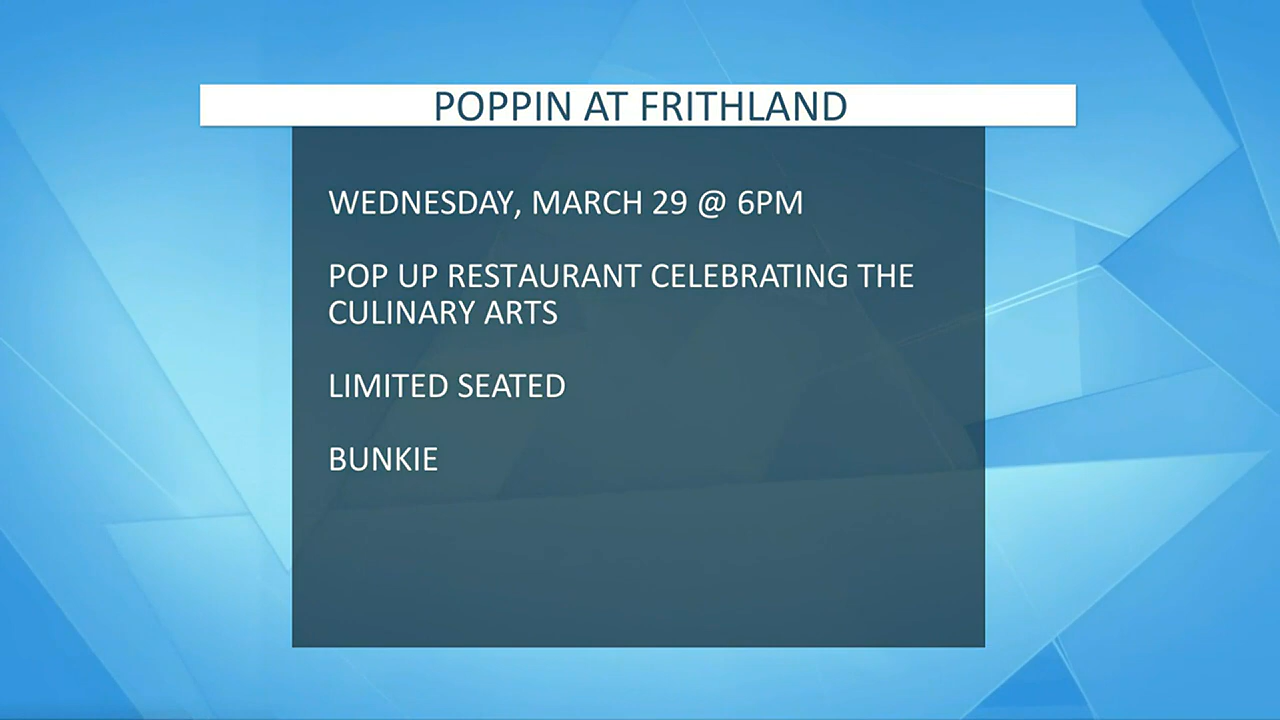 POPPIN AT FRITHLAND
WEDNESDAY, MARCH 29 @ 6PM
POP UP RESTAURANT CELEBRATING THE
CULINARY ARTS
LIMITED SEATED
BUNKIE